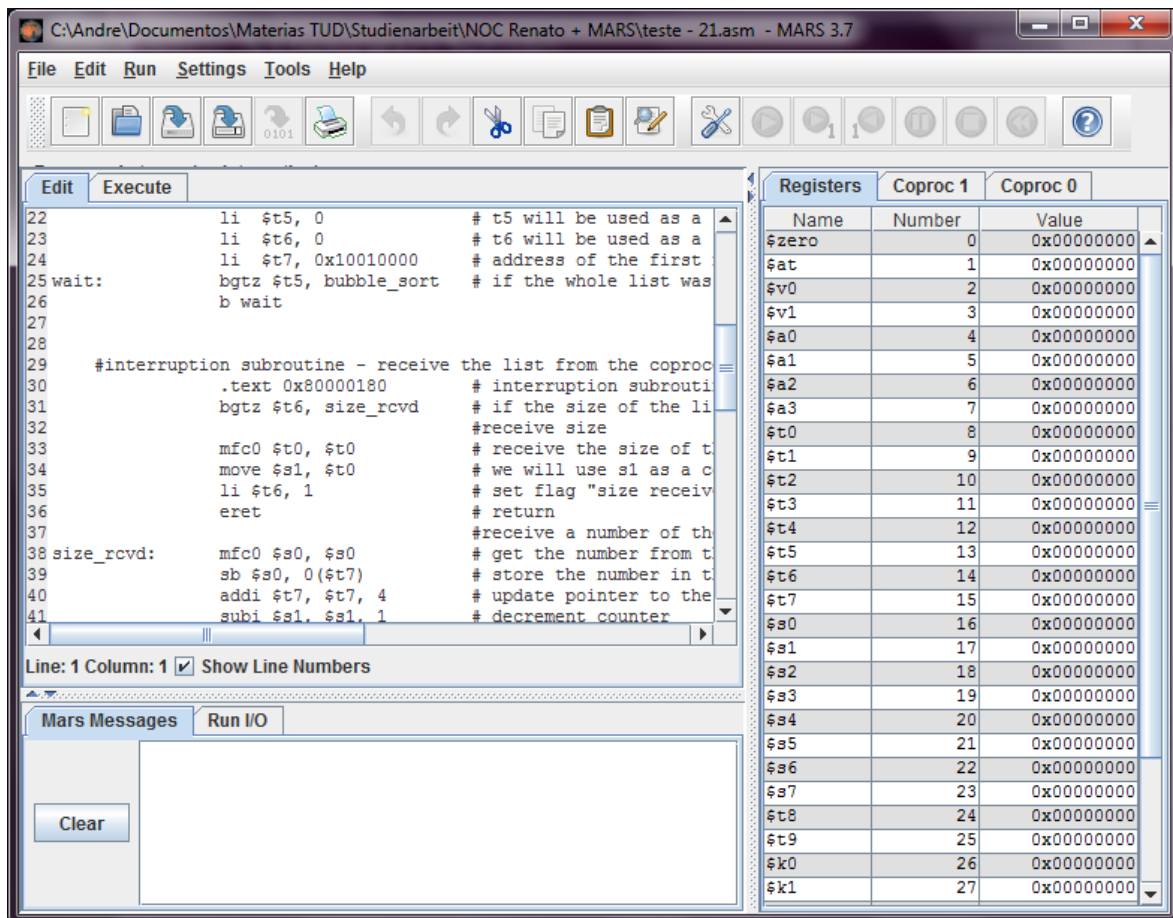 C:\Andre\Documentos\Materias TUD\Studienarbeit\NOC Renato + MARS\teste - 21.asm - MARS 3.7
File Edit Run Settings Tools Help
Edit Execute
22 li $t5, 0 # t5 will be used as a
23 li $t6, 0 # t6 will be used as a
24 li $t7, 0x10010000 # address of the first
25 wait: bgtz $t5, bubble_sort # if the whole list was
26 b wait
27
28
29 #interruption subroutine - receive the list from the coproc
30 .text 0x80000180 # interruption subrouti
31 bgtz $t6, size_rcvd # if the size of the li
32 #receive size
33 mfc0 $t0, $t0 # receive the size of t
34 move $s1, $t0 # we will use s1 as a c
35 li $t6, 1 # set flag "size receiv
36 eret # return
37 #receive a number of th
38 size_rcvd: mfc0 $s0, $s0 # get the number from t
39 sb $s0, 0($t7) # store the number in t
40 addi $t7, $t7, 4 # update pointer to the
41 subi $s1, $s1, 1 # decrement counter
Line: 1 Column: 1 Show Line Numbers
Mars Messages Run I/O
Clear
Registers Coproc 1 Coproc 0
Name Number Value
$zero 0 0x00000000
$at 1 0x00000000
$v0 2 0x00000000
$v1 3 0x00000000
$a0 4 0x00000000
$a1 5 0x00000000
$a2 6 0x00000000
$a3 7 0x00000000
$t0 8 0x00000000
$t1 9 0x00000000
$t2 10 0x00000000
$t3 11 0x00000000
$t4 12 0x00000000
$t5 13 0x00000000
$t6 14 0x00000000
$t7 15 0x00000000
$s0 16 0x00000000
$s1 17 0x00000000
$s2 18 0x00000000
$s3 19 0x00000000
$s4 20 0x00000000
$s5 21 0x00000000
$s6 22 0x00000000
$s7 23 0x00000000
$t8 24 0x00000000
$t9 25 0x00000000
$k0 26 0x00000000
$k1 27 0x00000000